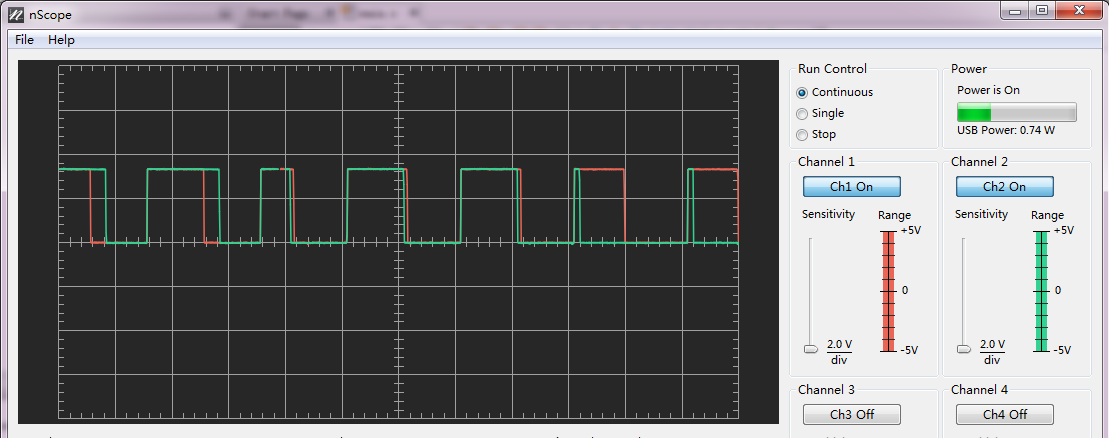 nScope
File Help
Run Control
Continuous
Single
Stop
Power
Power is On
USB Power: 0.74 W
Channel 1
Ch1 On
Sensitivity Range
+5V
0
2.0 V
div
-5V
Channel 2
Ch2 On
Sensitivity Range
+5V
0
2.0 V
div
-5V
Channel 3
Ch3 Off
Channel 4
Ch4 Off